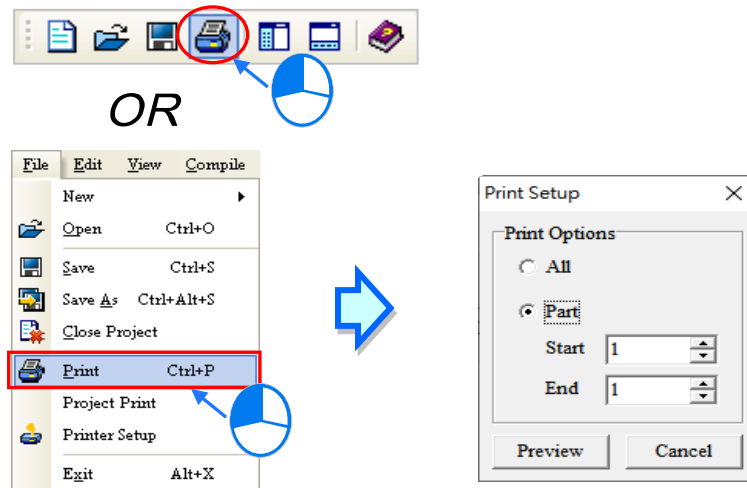 OR
File Edit View Compile
New
Open Ctrl+O
Save Ctrl+S
Save As Ctrl+Alt+S
Close Project
Print Ctrl+P
Project Print
Printer Setup
Exit Alt+X
Print Setup
Print Options
All
Part
Start 1
End 1
Preview Cancel